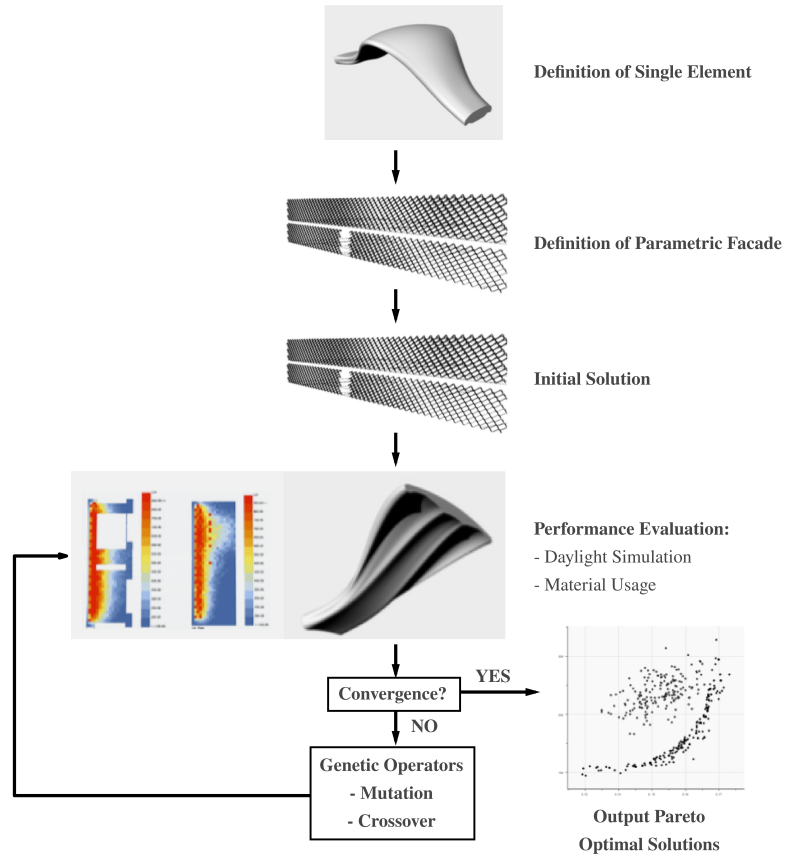 Definition of Single Element
Definition of Parametric Facade
Initial Solution
Performance Evaluation:
- Daylight Simulation
- Material Usage
Convergence?
YES
NO
Genetic Operators
- Mutation
- Crossover
Output Pareto
Optimal Solutions